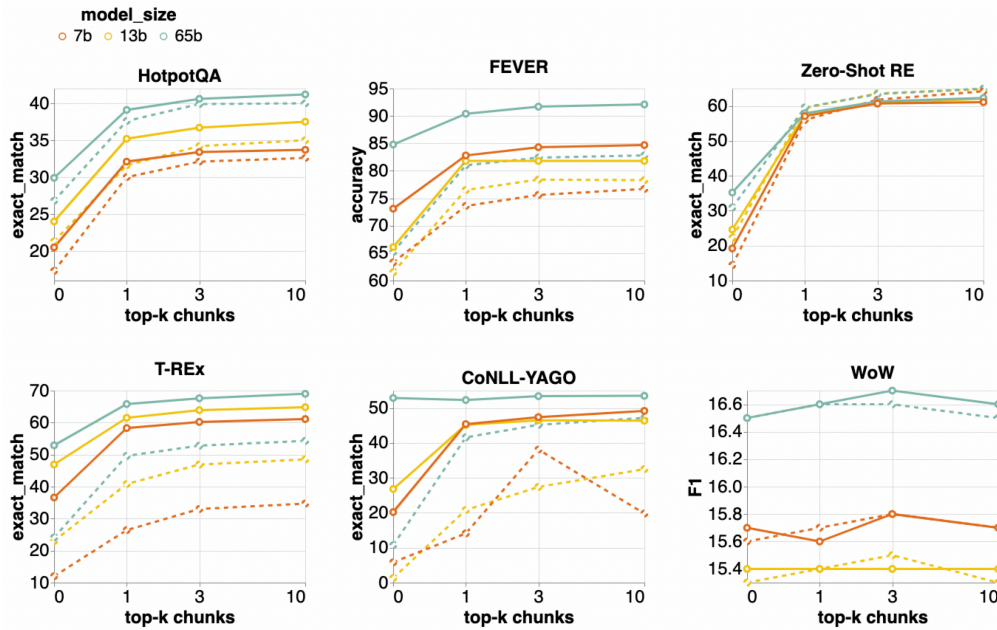 model_size
7b 13b 65b
HotpotQA
exact_match
40
35
30
25
20
0 1 3 10
top-k chunks
FEVER
accuracy
95
90
85
80
75
70
65
60
0 1 3 10
top-k chunks
Zero-Shot RE
exact_match
60
50
40
30
20
10
0 1 3 10
top-k chunks
T-REx
exact_match
70
60
50
40
30
20
10
0 1 3 10
top-k chunks
CoNLL-YAGO
exact_match
50
40
30
20
10
0
0 1 3 10
top-k chunks
WoW
F1
16.6
16.4
16.2
16.0
15.8
15.6
15.4
0 1 3 10
top-k chunks